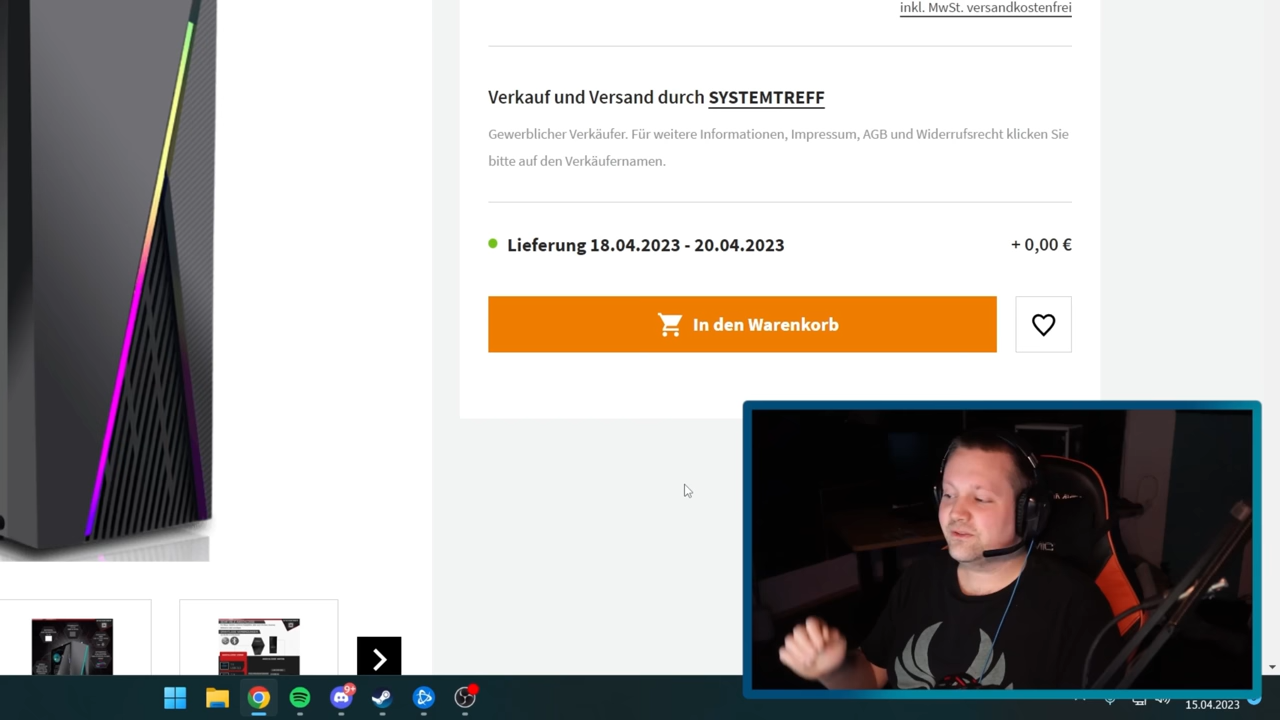 inkl. MwSt. versandkostenfrei
Verkauf und Versand durch SYSTEMTREFF
Gewerblicher Verkäufer. Für weitere Informationen, Impressum, AGB und Widerrufsrecht klicken Sie
bitte auf den Verkäufernamen.
Lieferung 18.04.2023 - 20.04.2023
+ 0,00 €
In den Warenkorb
9+
15.04.2023